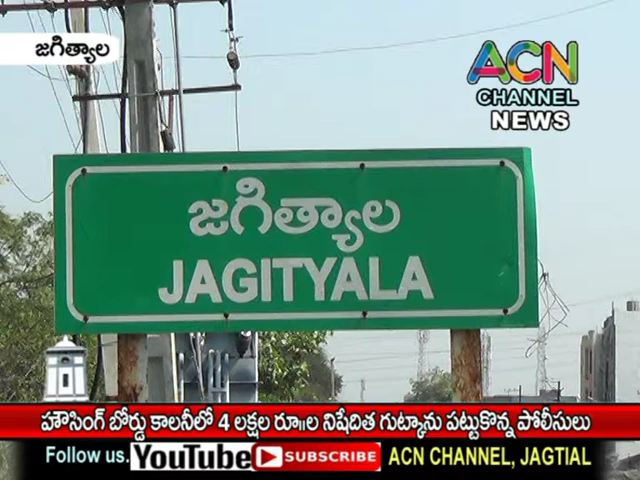 జగిత్యాల
ACN
CHANNEL
NEWS
జగిత్యాల
JAGITYALA
హౌసింగ్ బోర్డు కాలనీలో 4 లక్షల రూ॥ల నిషేదిత గుట్కాను పట్టుకొన్న పోలీసులు
Follow us. YouTube SUBSCRIBE ACN CHANNEL, JAGTIAL